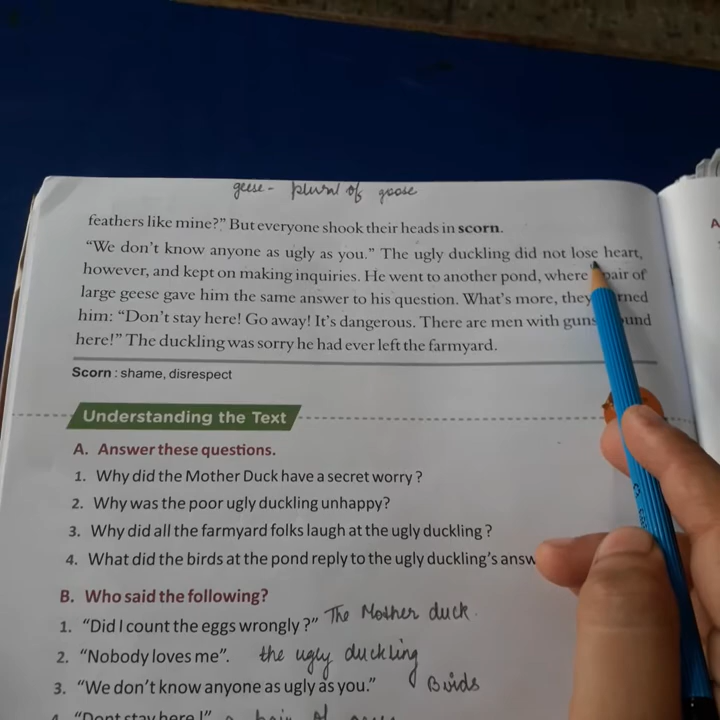 geese - plural of goose
feathers like mine?" But everyone shook their heads in scorn.
"We don't know anyone as ugly as you." The ugly duckling did not lose heart,
however, and kept on making inquiries. He went to another pond, where pair of
large geese gave him the same answer to his question. What's more, they rned
him: "Don't stay here! Go away! It's dangerous. There are men with guns und
here!" The duckling was sorry he had ever left the farmyard.
Scorn : shame, disrespect
Understanding the Text
A. Answer these questions.
1. Why did the Mother Duck have a secret worry ?
2. Why was the poor ugly duckling unhappy?
3. Why did all the farmyard folks laugh at the ugly duckling ?
4. What did the birds at the pond reply to the ugly duckling's answ
B. Who said the following?
1. "Did I count the eggs wrongly ?" The Mother duck.
2. "Nobody loves me". the ugly duckling
3. "We don't know anyone as ugly as you." Birds
4. "Dont stay here !" a pair of
A